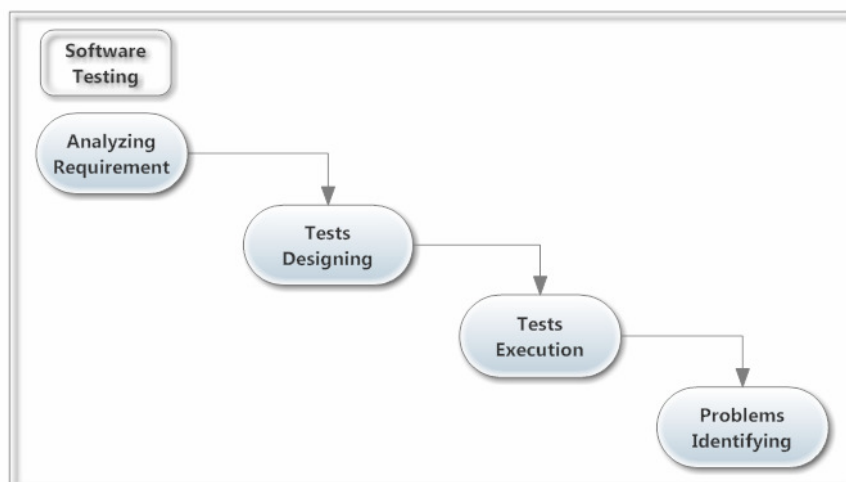 Software
Testing
Analyzing
Requirement
Tests
Designing
Tests
Execution
Problems
Identifying